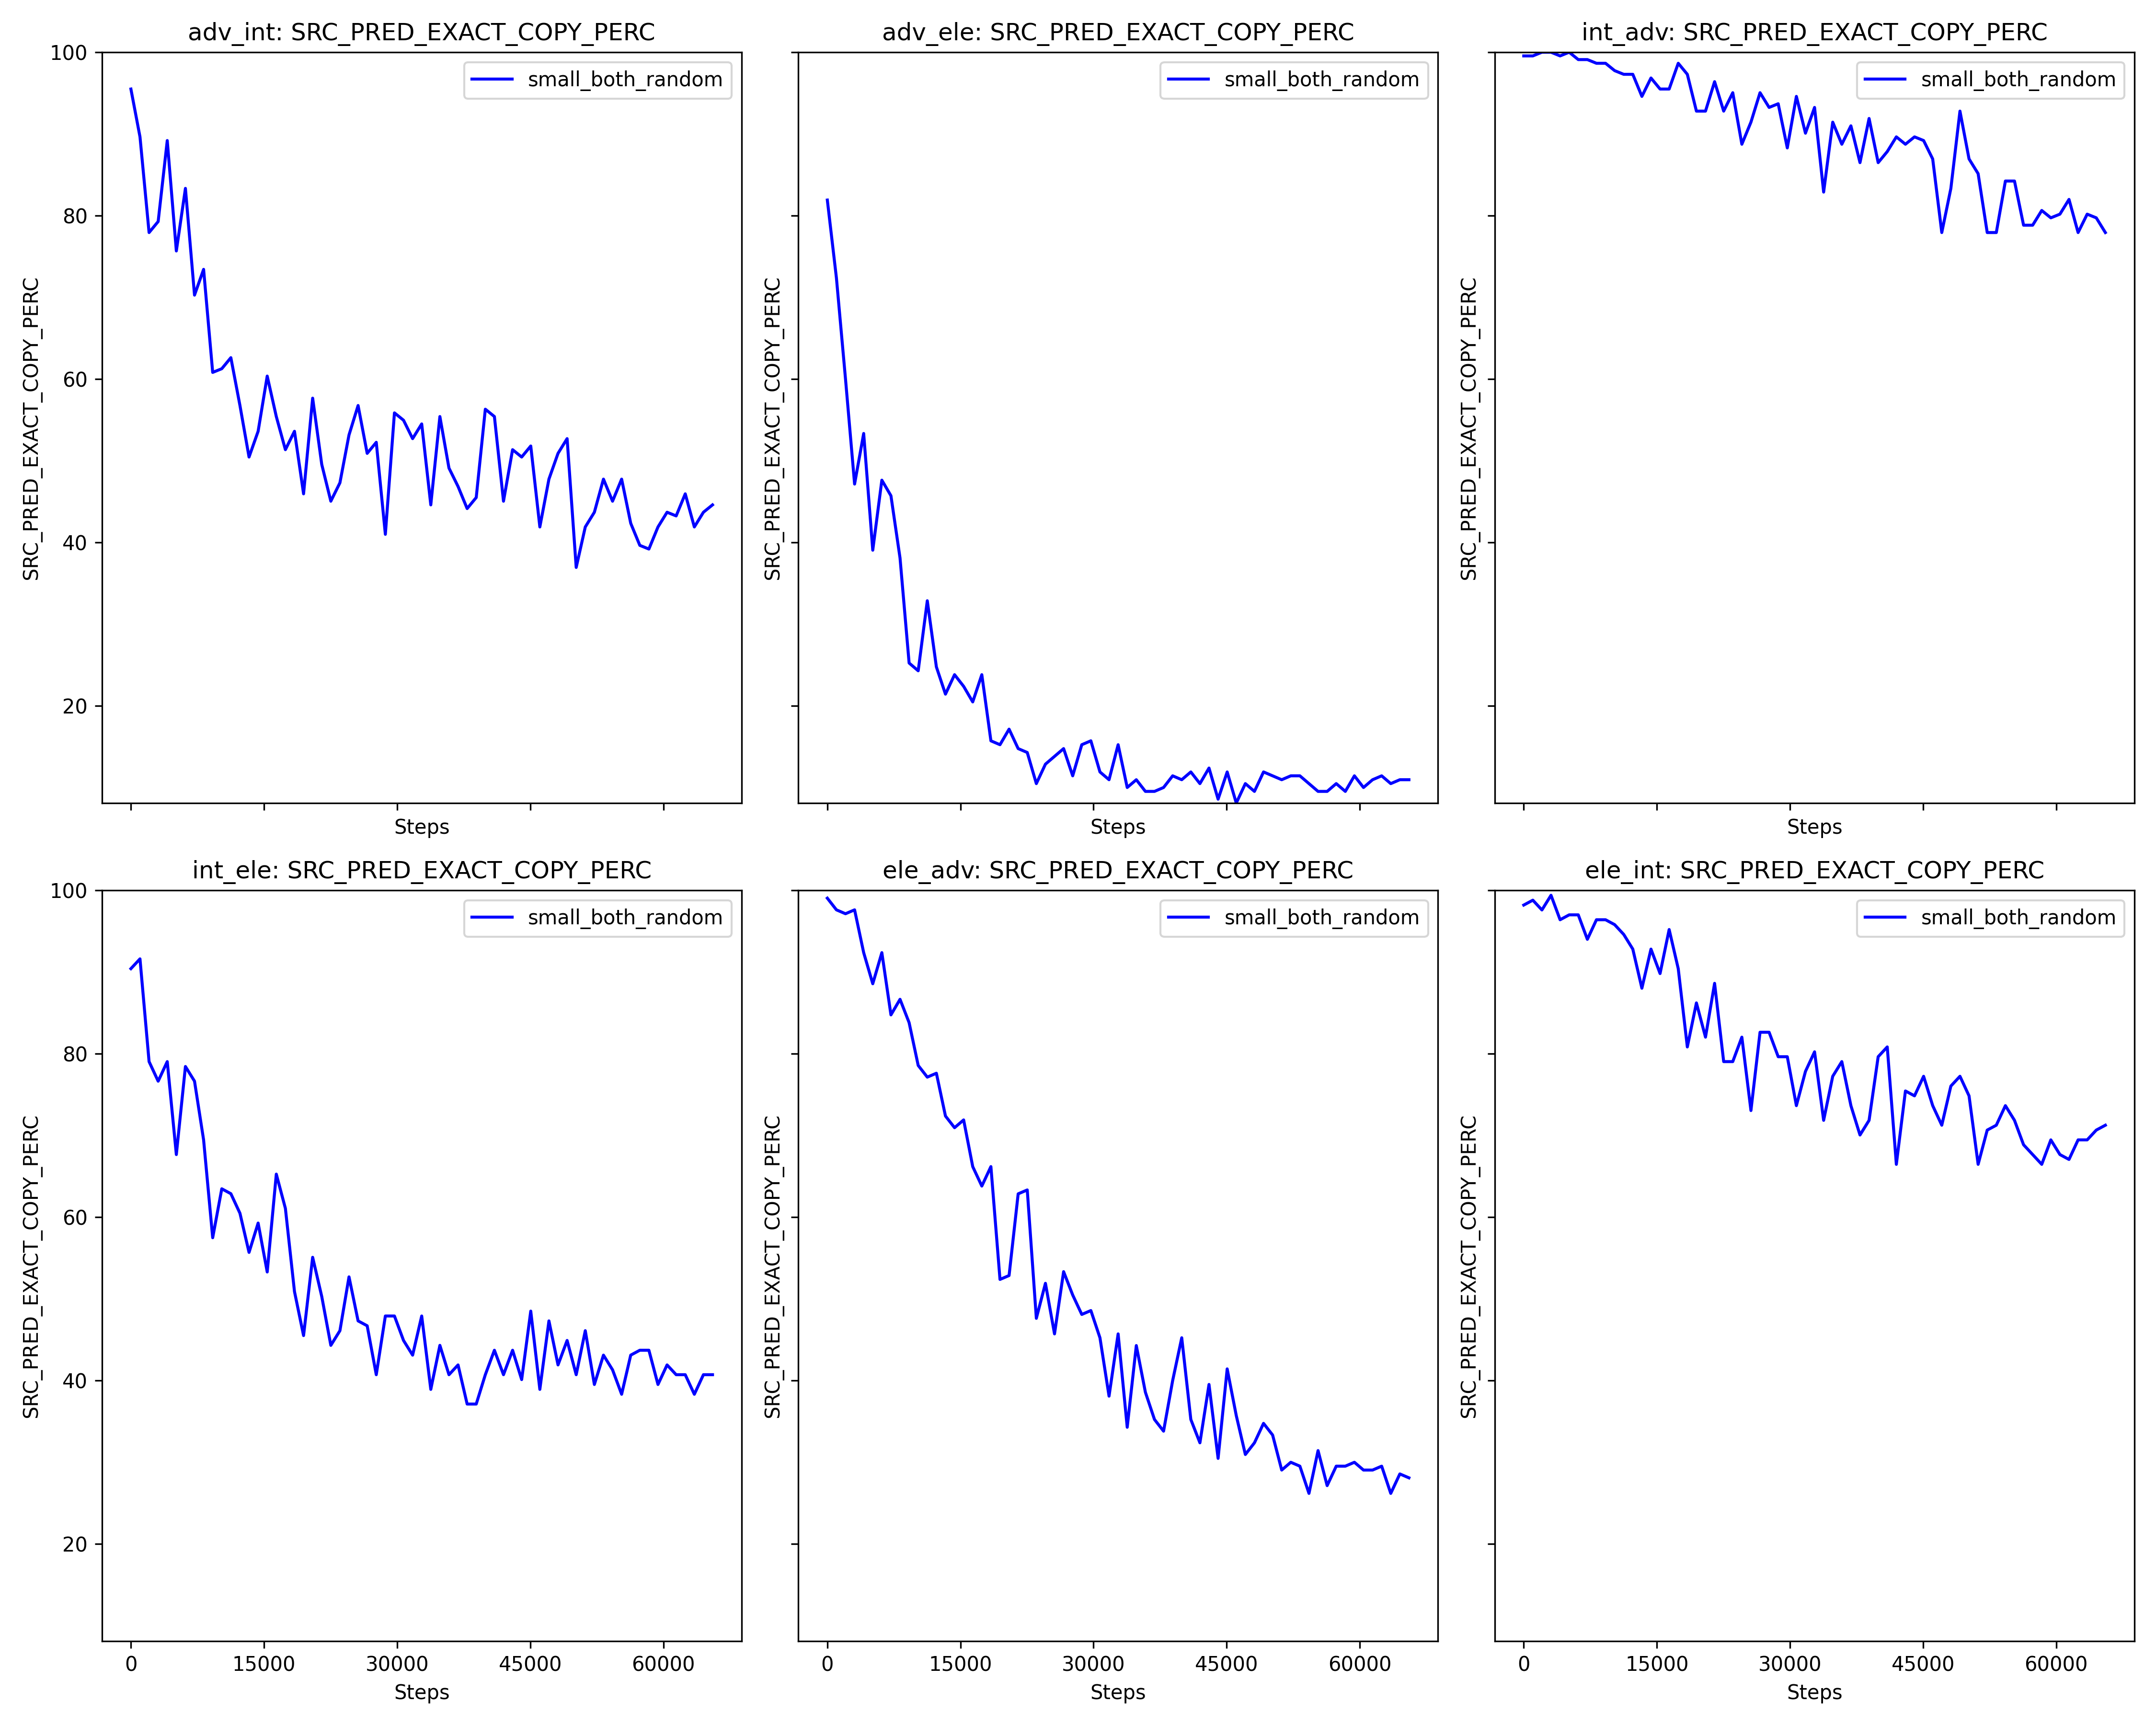 adv_int: SRC_PRED_EXACT_COPY_PERC
adv_ele: SRC_PRED_EXACT_COPY_PERC
int_adv: SRC_PRED_EXACT_COPY_PERC
small_both_random
small_both_random
small_both_random
SRC_PRED_EXACT_COPY_PERC
SRC_PRED_EXACT_COPY_PERC
SRC_PRED_EXACT_COPY_PERC
100
80
60
40
20
Steps
Steps
Steps
int_ele: SRC_PRED_EXACT_COPY_PERC
ele_adv: SRC_PRED_EXACT_COPY_PERC
ele_int: SRC_PRED_EXACT_COPY_PERC
small_both_random
small_both_random
small_both_random
SRC_PRED_EXACT_COPY_PERC
SRC_PRED_EXACT_COPY_PERC
SRC_PRED_EXACT_COPY_PERC
100
80
60
40
20
0 15000 30000 45000 60000
0 15000 30000 45000 60000
0 15000 30000 45000 60000
Steps
Steps
Steps